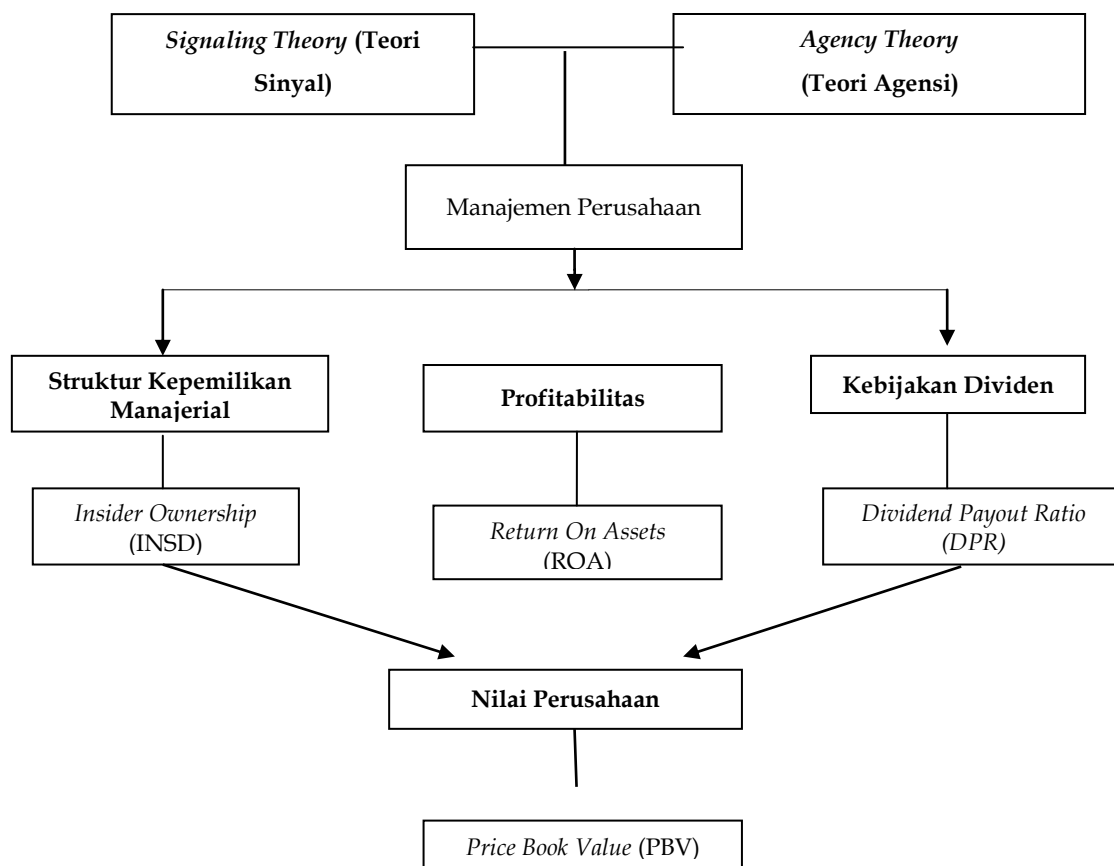 Signaling Theory (Teori
Sinyal)
Agency Theory
(Teori Agensi)
Manajemen Perusahaan
Struktur Kepemilikan
Manajerial
Profitabilitas
Kebijakan Dividen
Insider Ownership
(INSD)
Return On Assets
(ROA)
Dividend Payout Ratio
(DPR)
Nilai Perusahaan
Price Book Value (PBV)